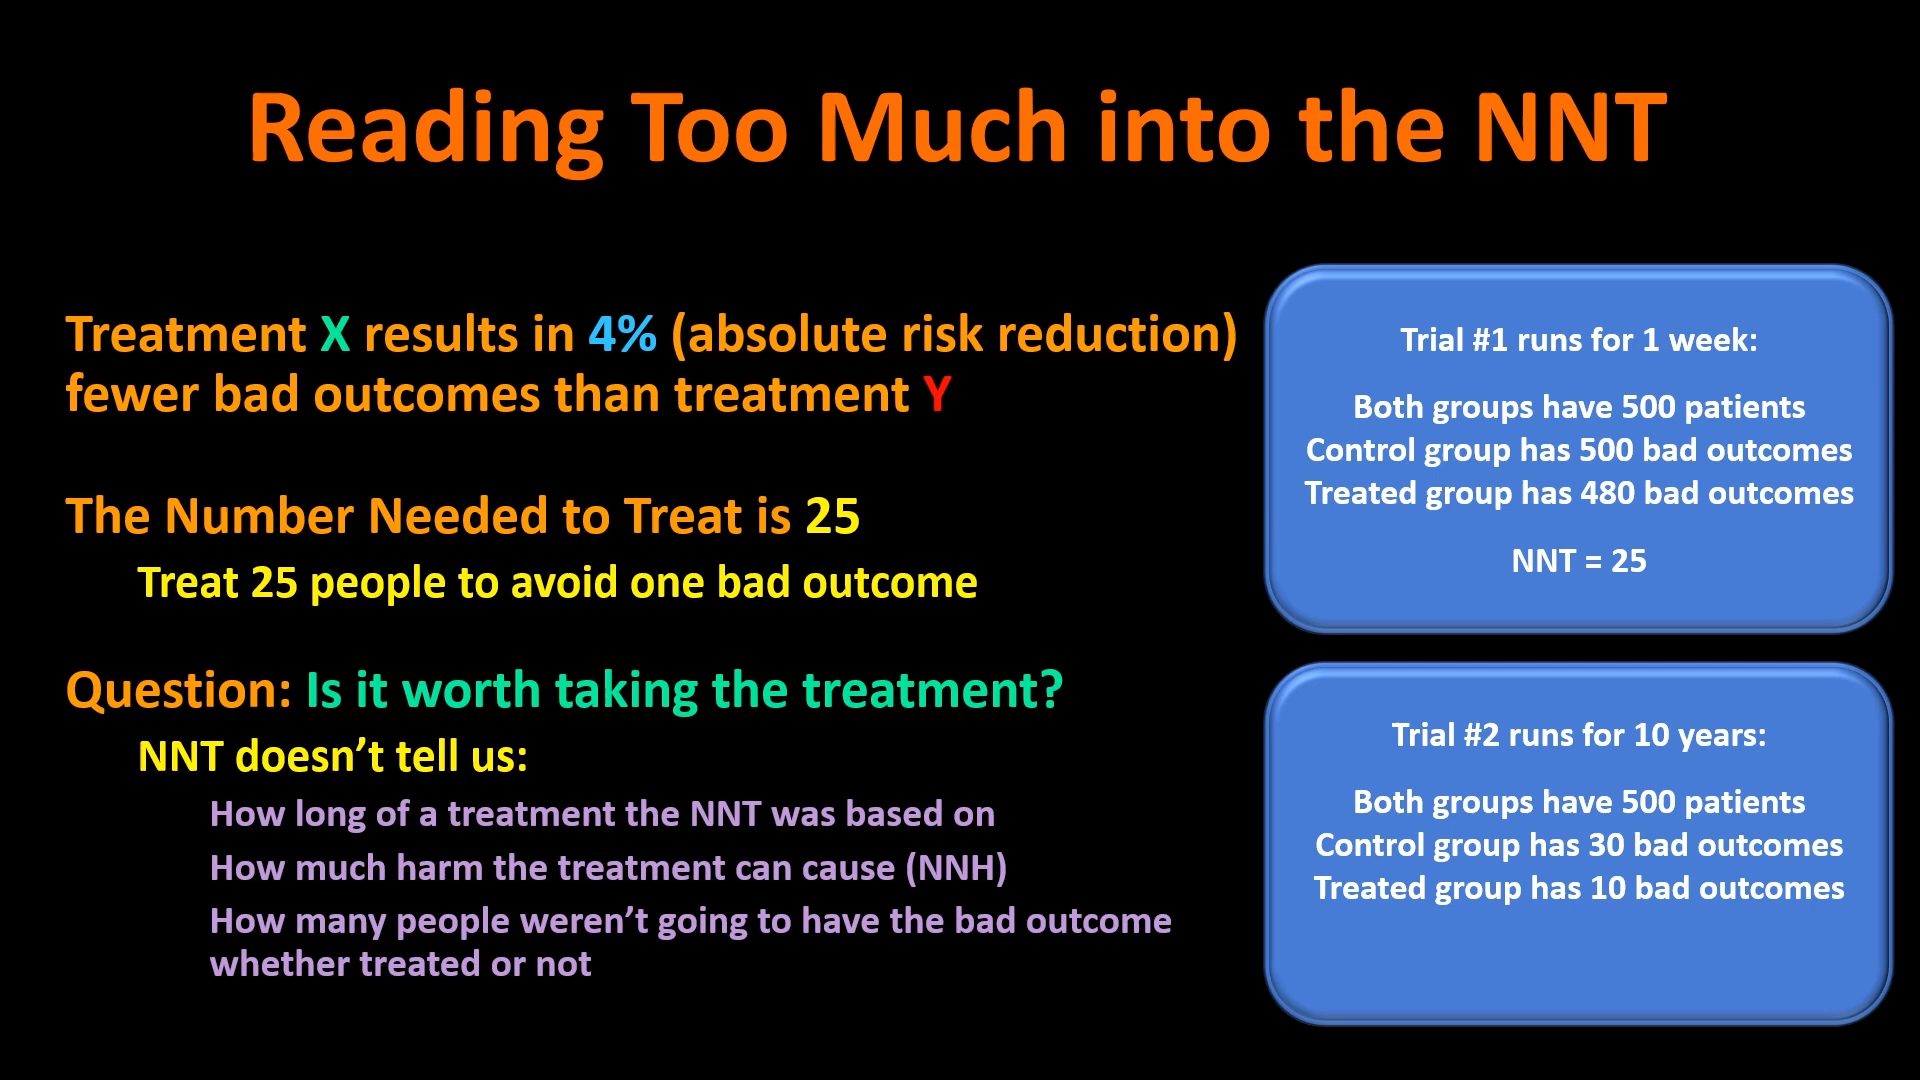 Reading Too Much into the NNT
Treatment X results in 4% (absolute risk reduction)
fewer bad outcomes than treatment Y
The Number Needed to Treat is 25
Treat 25 people to avoid one bad outcome
Question: Is it worth taking the treatment?
NNT doesn’t tell us:
How long of a treatment the NNT was based on
How much harm the treatment can cause (NNH)
How many people weren’t going to have the bad outcome
whether treated or not
Trial #1 runs for 1 week:
Both groups have 500 patients
Control group has 500 bad outcomes
Treated group has 480 bad outcomes
NNT = 25
Trial #2 runs for 10 years:
Both groups have 500 patients
Control group has 30 bad outcomes
Treated group has 10 bad outcomes